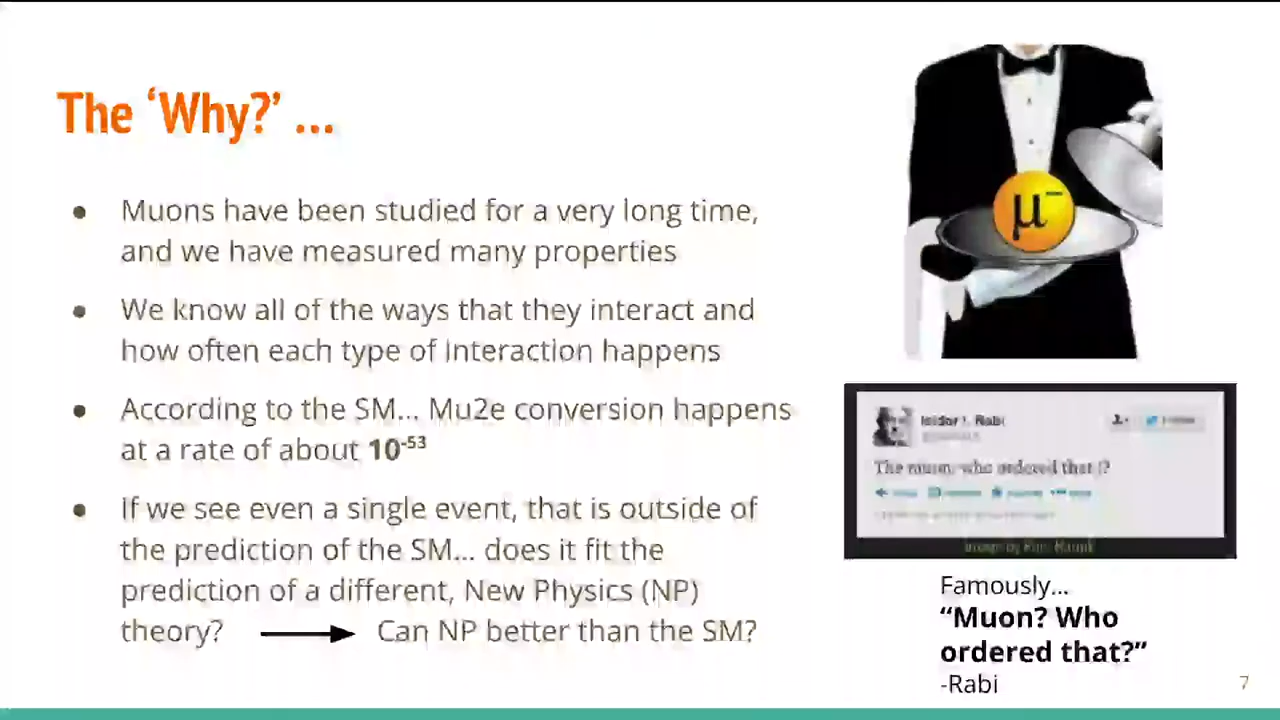 The ‘Why?’ ...
● Muons have been studied for a very long time,
and we have measured many properties
● We know all of the ways that they interact and
how often each type of interaction happens
● According to the SM... Mu2e conversion happens
at a rate of about 10⁻⁵³
● If we see even a single event, that is outside of
the prediction of the SM... does it fit the
prediction of a different, New Physics (NP)
theory? Can NP better than the SM?
μ⁻
Isidor I. Rabi
The muon, who ordered that !?
Famously...
“Muon? Who
ordered that?”
-Rabi
7